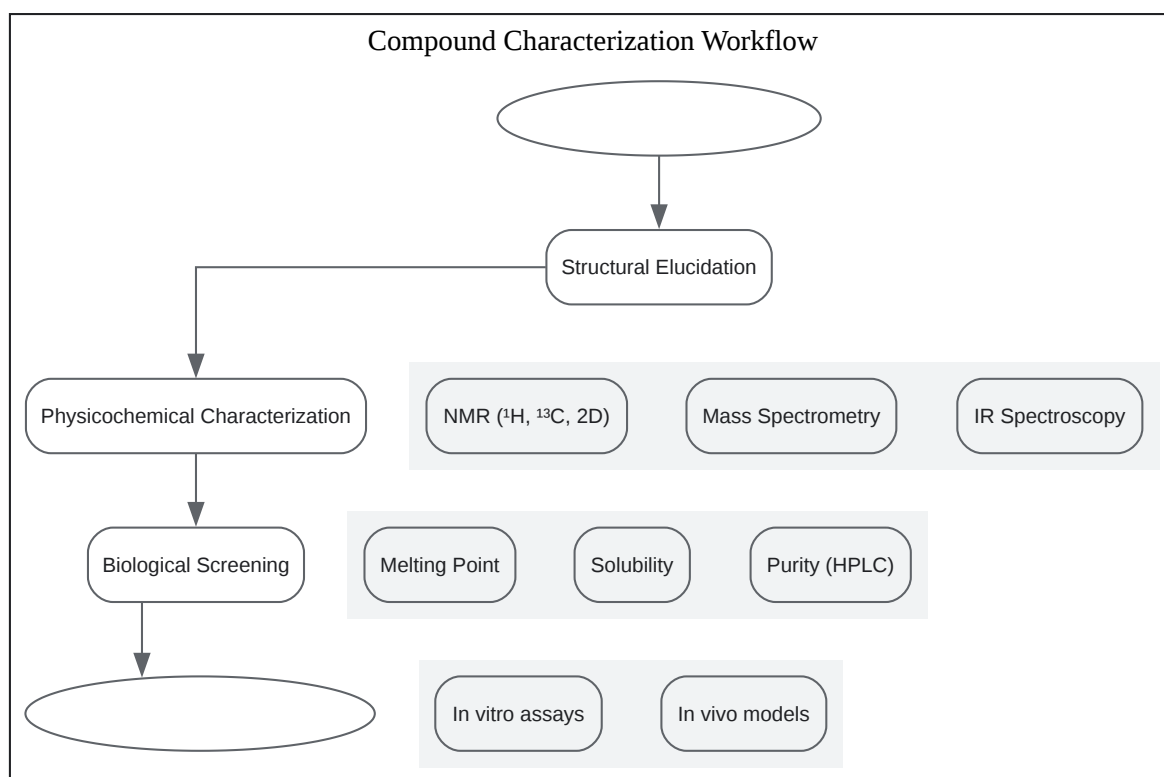 Compound Characterization Workflow
Structural Elucidation
Physicochemical Characterization
NMR (¹H, ¹³C, 2D)
Mass Spectrometry
IR Spectroscopy
Biological Screening
Melting Point
Solubility
Purity (HPLC)
In vitro assays
In vivo models